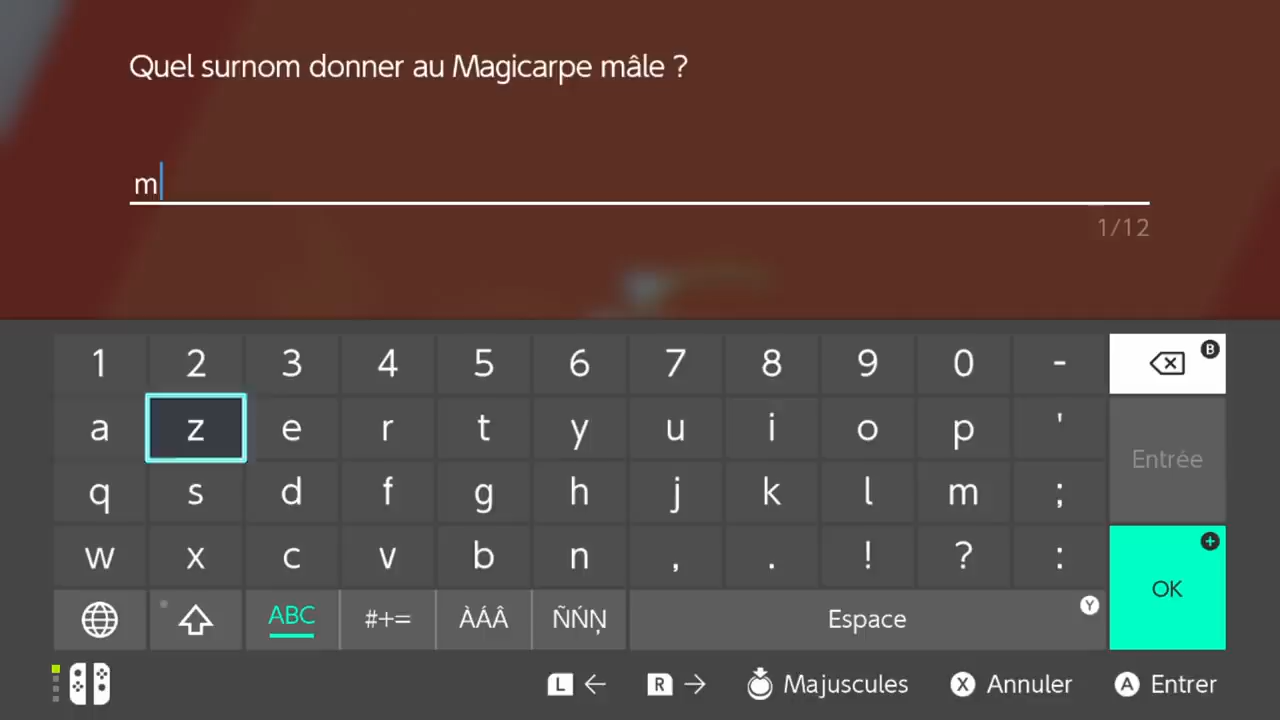 Quel surnom donner au Magicarpe mâle ?
m
1/12
1 2 3 4 5 6 7 8 9 0 - B
a z e r t y u i o p ' Entrée
q s d f g h j k l m ;
w x c v b n , . ! ? : OK +
ABC #+= ÀÁÂ ÑŃŅ Espace Y
L ← R → Majuscules X Annuler A Entrer